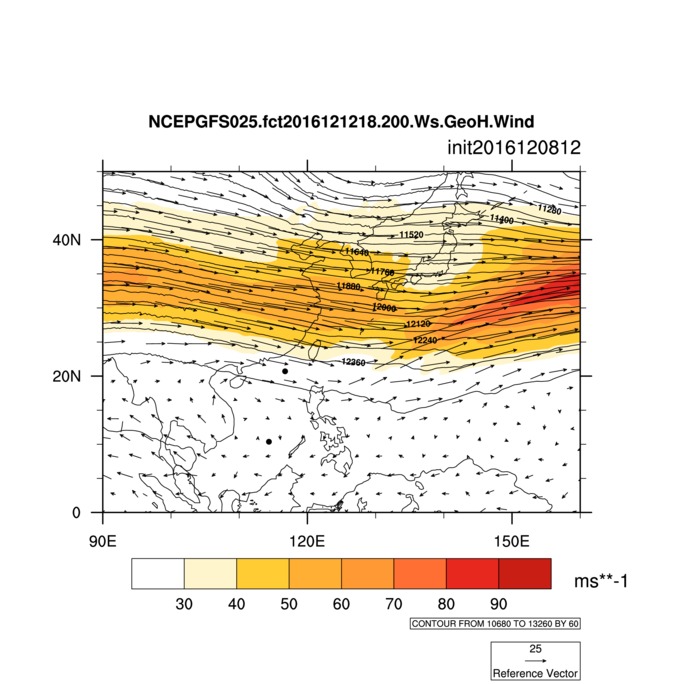 NCEPGFS025.fct2016121218.200.Ws.GeoH.Wind
init2016120812
11280
11400
11520
40N
11640
11760
11880
12000
12120
12240
12360
20N
0
90E 120E 150E
ms**-1
30 40 50 60 70 80 90
CONTOUR FROM 10680 TO 13260 BY 60
25
Reference Vector